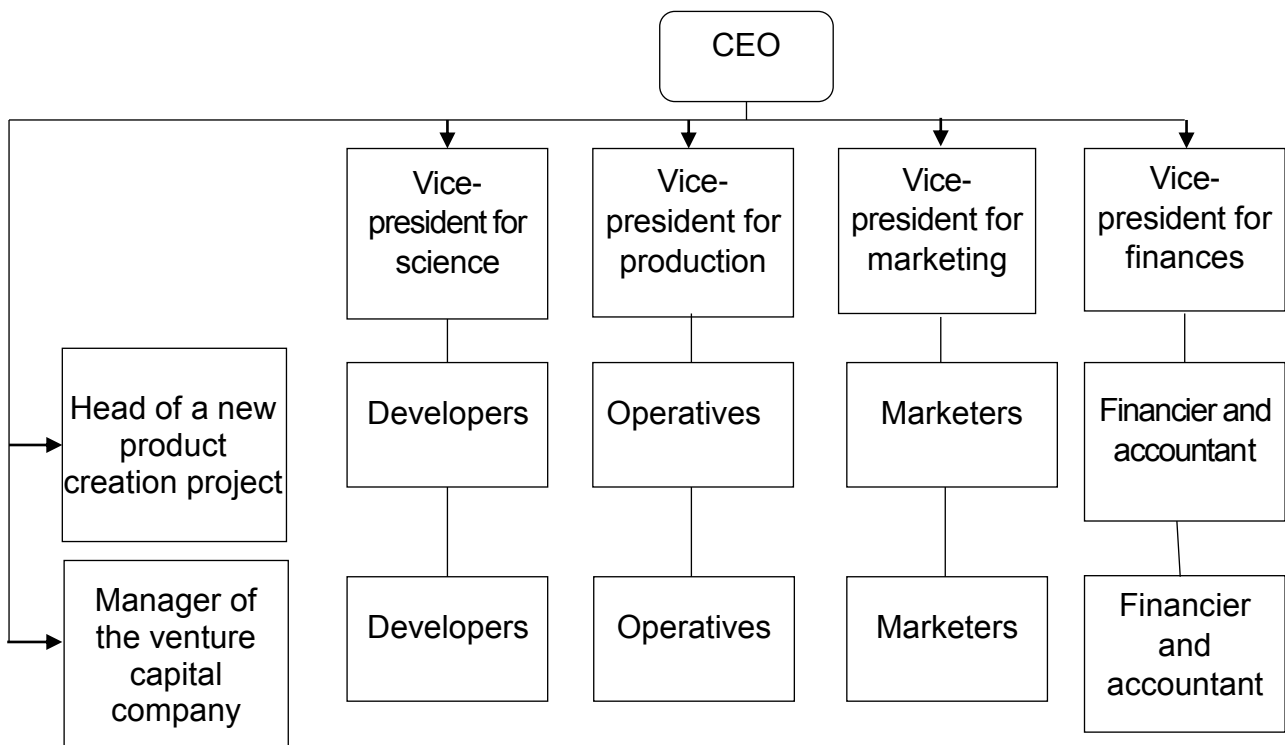 CEO
Vice-
president for
science
Vice-
president for
production
Vice-
president for
marketing
Vice-
president for
finances
Head of a new
product
creation project
Developers
Operatives
Marketers
Financier and
accountant
Manager of
the venture
capital
company
Developers
Operatives
Marketers
Financier
and
accountant